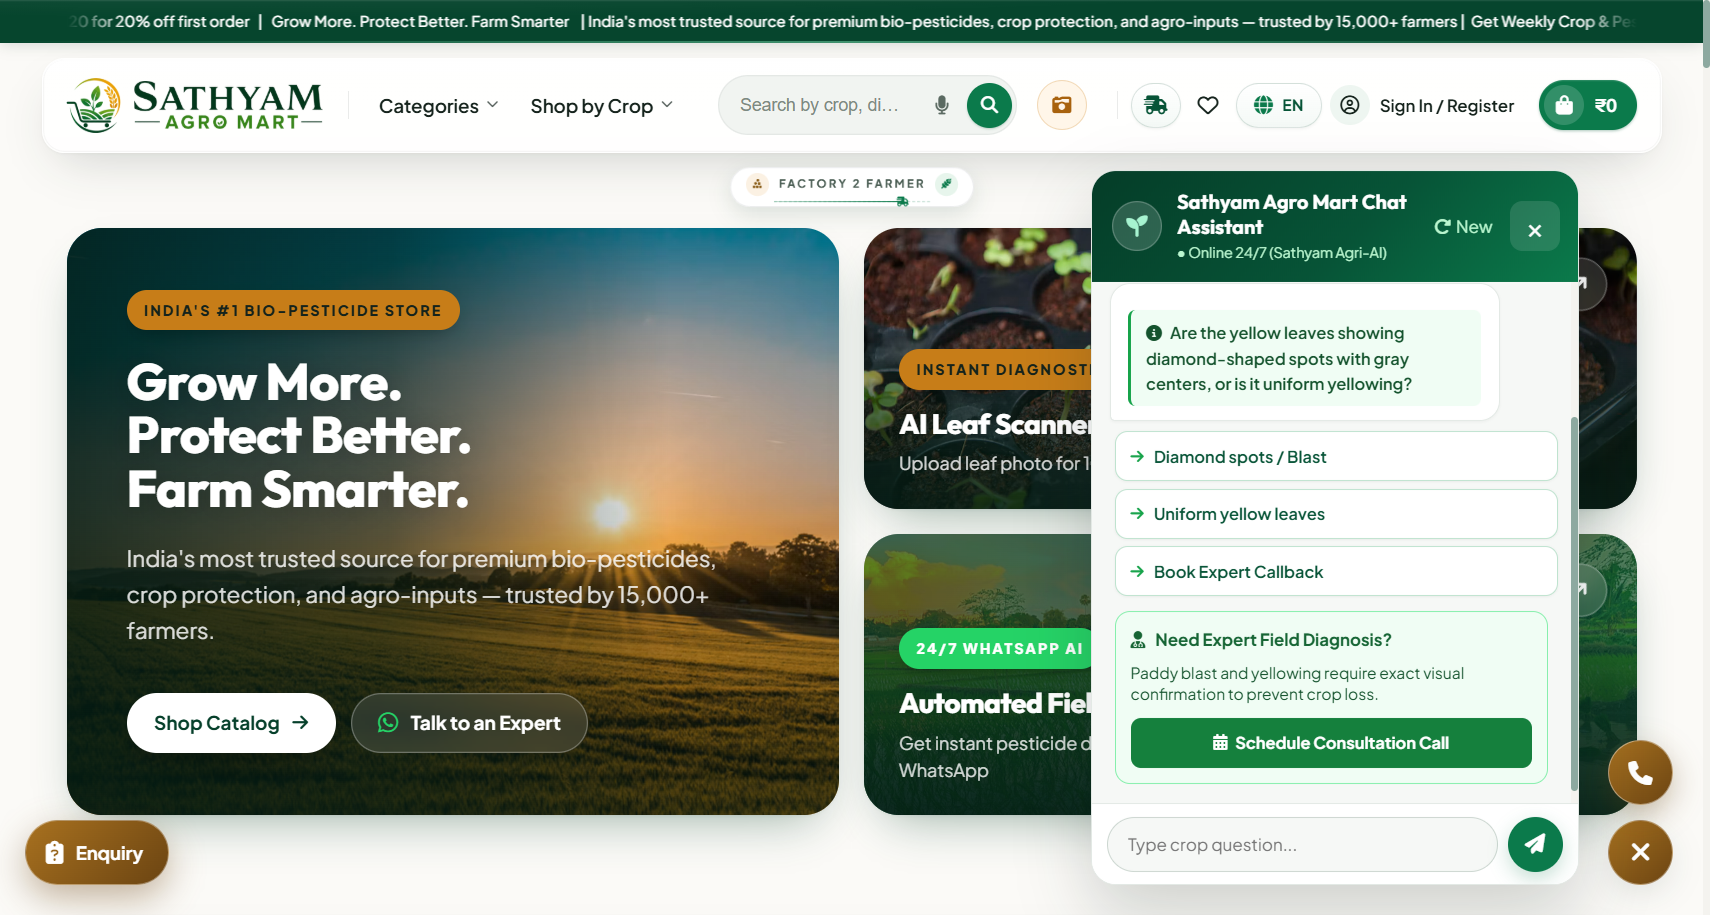 20 for 20% off first order | Grow More. Protect Better. Farm Smarter | India's most trusted source for premium bio-pesticides, crop protection, and agro-inputs — trusted by 15,000+ farmers | Get Weekly Crop & Pes
SATHYAM
AGRO MART
Categories
Shop by Crop
Search by crop, di...
EN
Sign In / Register
₹0
FACTORY 2 FARMER
INDIA'S #1 BIO-PESTICIDE STORE
Grow More.
Protect Better.
Farm Smarter.
India's most trusted source for premium bio-pesticides,
crop protection, and agro-inputs — trusted by 15,000+
farmers.
Shop Catalog
Talk to an Expert
INSTANT DIAGNOSTI
AI Leaf Scanner
Upload leaf photo for 1
24/7 WHATSAPP AI
Automated Fiel
Get instant pesticide d
WhatsApp
Sathyam Agro Mart Chat
Assistant
New
● Online 24/7 (Sathyam Agri-AI)
Are the yellow leaves showing
diamond-shaped spots with gray
centers, or is it uniform yellowing?
Diamond spots / Blast
Uniform yellow leaves
Book Expert Callback
Need Expert Field Diagnosis?
Paddy blast and yellowing require exact visual
confirmation to prevent crop loss.
Schedule Consultation Call
Type crop question...
Enquiry